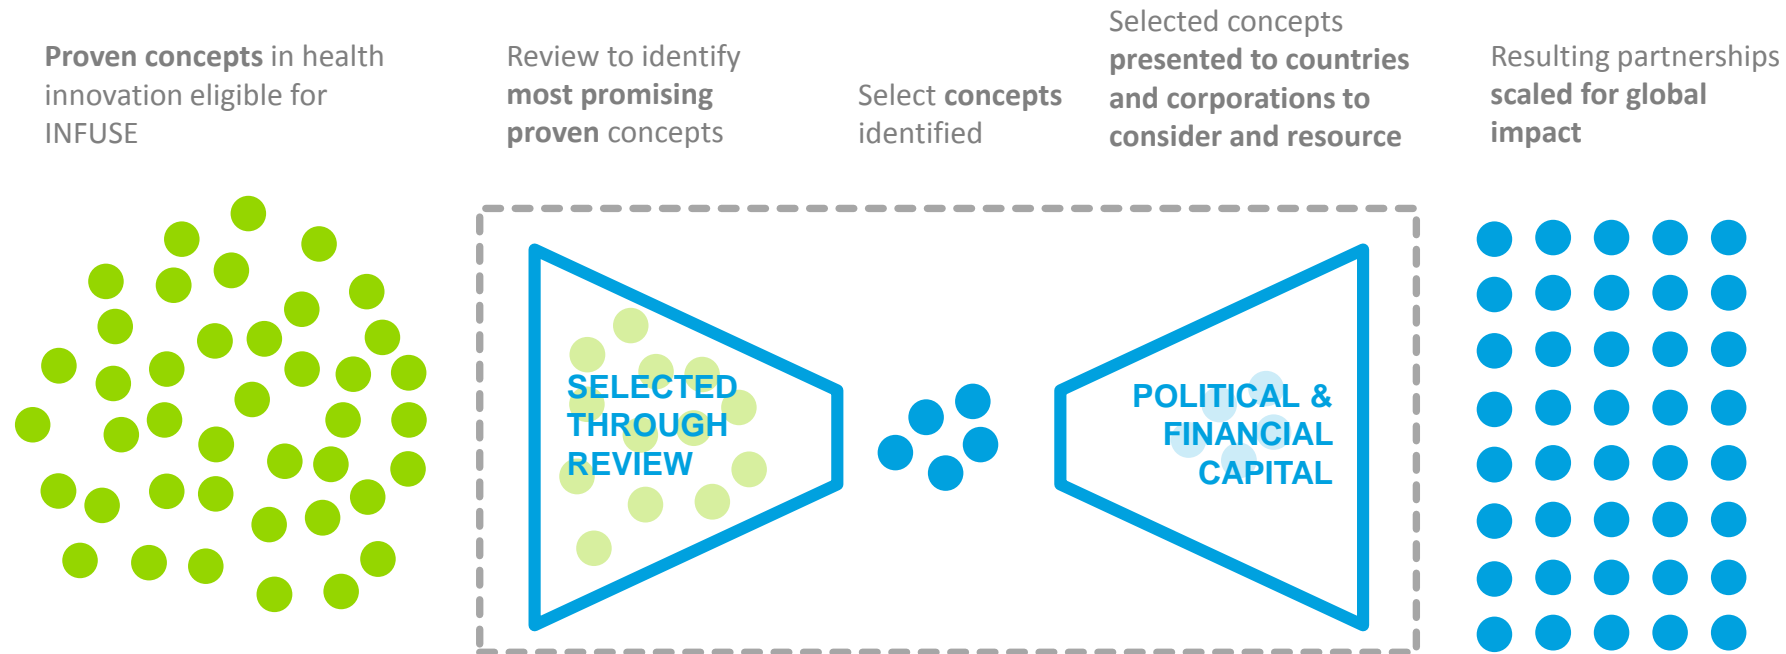 Proven concepts in health
innovation eligible for
INFUSE
Review to identify
most promising
proven concepts
Select concepts
identified
Selected concepts
presented to countries
and corporations to
consider and resource
Resulting partnerships
scaled for global
impact
SELECTED
THROUGH
REVIEW
POLITICAL &
FINANCIAL
CAPITAL